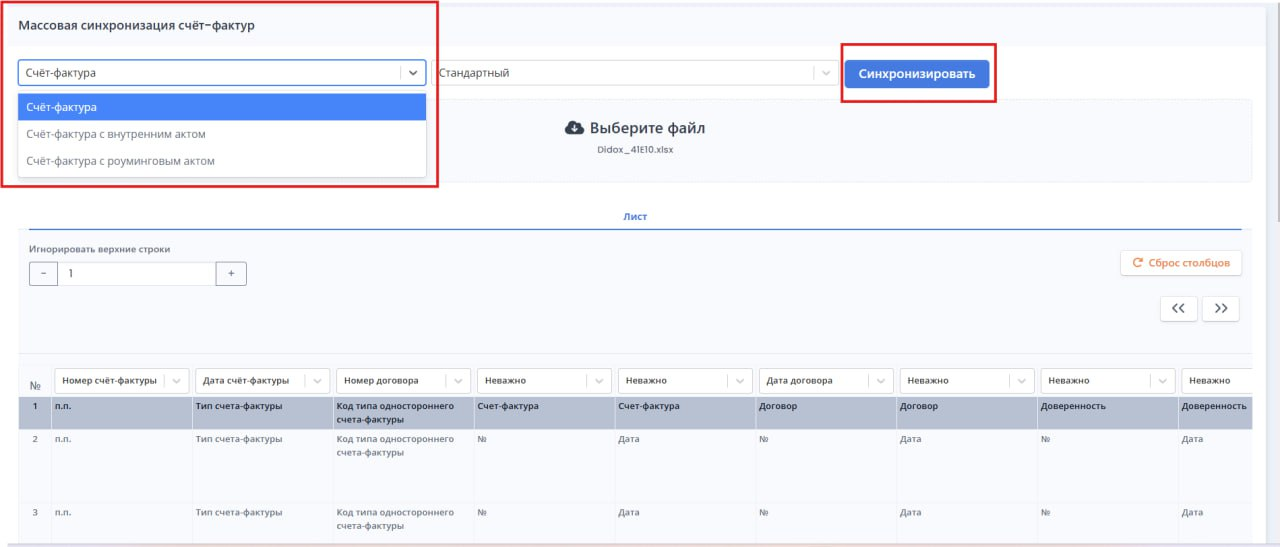 Массовая синхронизация счёт-фактур
Счёт-фактура Стандартный Синхронизировать
Счёт-фактура
Счёт-фактура с внутренним актом
Счёт-фактура с роуминговым актом
Выберите файл
Didox_41E10.xlsx
Лист
Игнорировать верхние строки
- 1 +
Сброс столбцов
№ Номер счёт-фактуры Дата счёт-фактуры Номер договора Неважно Неважно Дата договора Неважно Неважно Неважно
1 п.п. Тип счета-фактуры Код типа одностороннего счета-фактуры Счет-фактура Счет-фактура Договор Договор Доверенность Доверенность
2 п.п. Тип счета-фактуры Код типа одностороннего счета-фактуры № Дата № Дата № Дата
3 п.п. Тип счета-фактуры Код типа одностороннего счета-фактуры № Дата № Дата № Дата